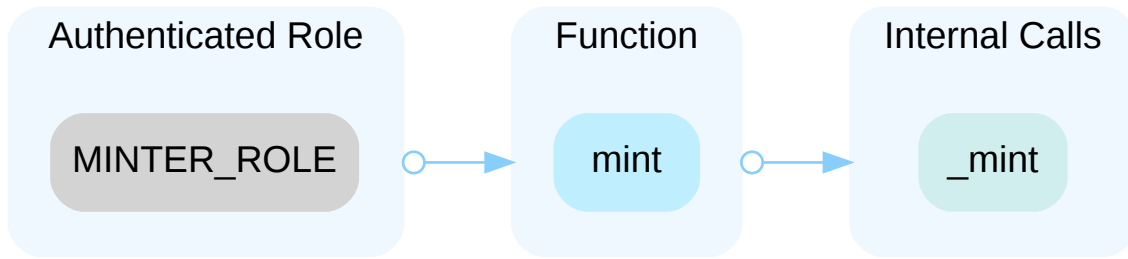 Authenticated Role
Function
Internal Calls
MINTER_ROLE
mint
_mint